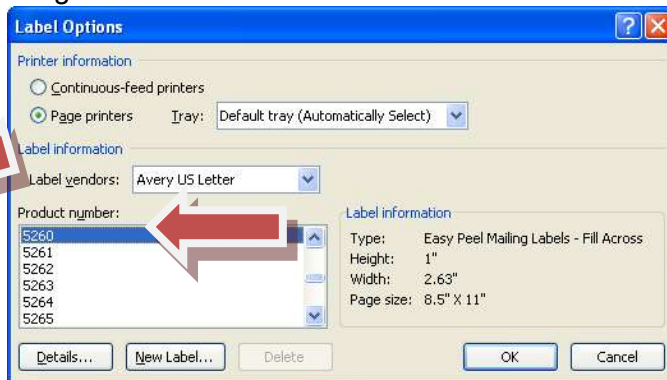 Label Options
Printer information
Continuous-feed printers
Page printers Tray: Default tray (Automatically Select)
Label information
Label vendors: Avery US Letter
Product number:
5260
5261
5262
5263
5264
5265
Label information
Type: Easy Peel Mailing Labels - Fill Across
Height: 1"
Width: 2.63"
Page size: 8.5" X 11"
Details... New Label... Delete OK Cancel